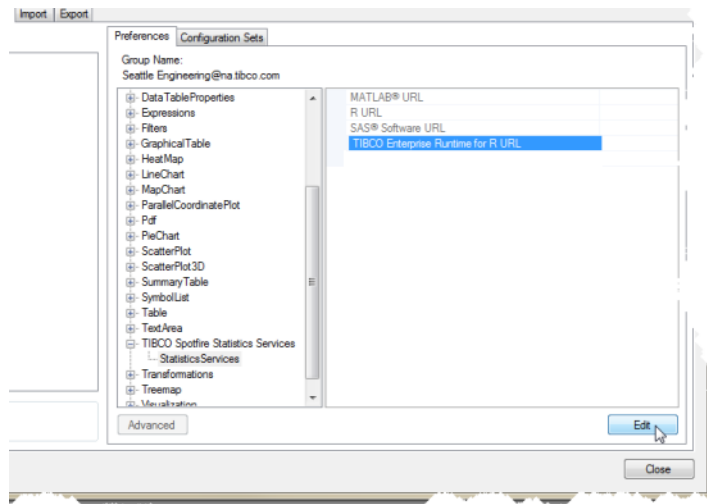 Import Export
Preferences Configuration Sets
Group Name:
Seattle Engineering@na.tibco.com
DataTableProperties
Expressions
Filters
GraphicalTable
HeatMap
LineChart
MapChart
ParallelCoordinatePlot
Pdf
PieChart
ScatterPlot
ScatterPlot3D
SummaryTable
SymbolList
Table
TextArea
TIBCO Spotfire Statistics Services
StatisticsServices
Transformations
Treemap
Visualization
MATLAB® URL
R URL
SAS® Software URL
TIBCO Enterprise Runtime for R URL
Advanced
Edit
Close